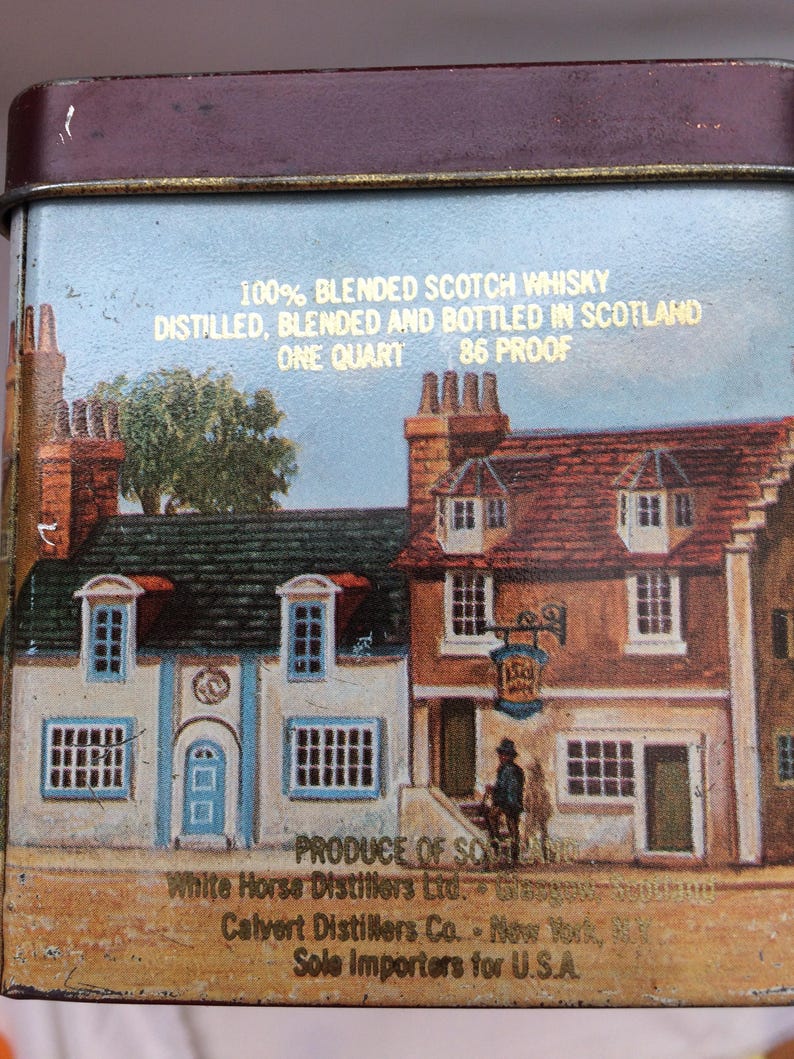 100% BLENDED SCOTCH WHISKY
DISTILLED, BLENDED AND BOTTLED IN SCOTLAND
ONE QUART 86 PROOF
PRODUCE OF SCOTLAND
White Horse Distillers Ltd. • Glasgow, Scotland
Calvert Distillers Co. • New York, N.Y.
Sole Importers for U.S.A.